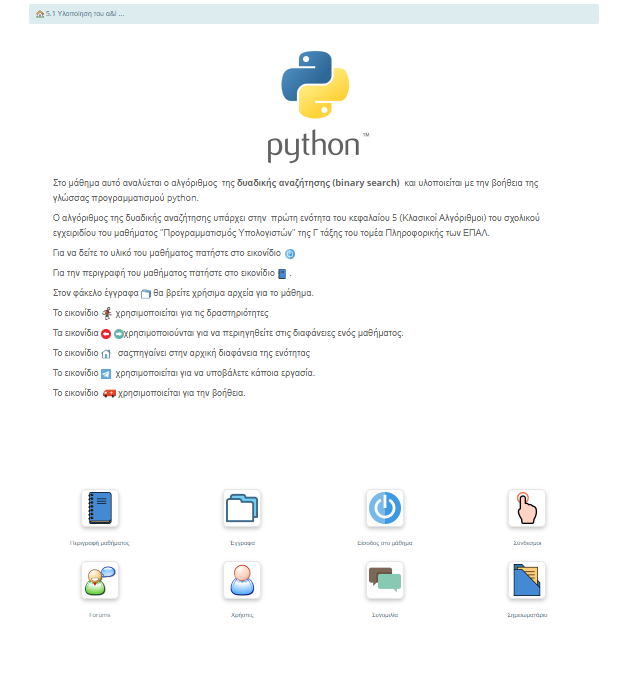 5.1 Υλοποίηση του αλ ...
python™
Στο μάθημα αυτό αναλύεται ο αλγόριθμος της δυαδικής αναζήτησης (binary search) και υλοποιείται με την βοήθεια της
γλώσσας προγραμματισμού python.
Ο αλγόριθμος της δυαδικής αναζήτησης υπάρχει στην πρώτη ενότητα του κεφαλαίου 5 (Κλασικοί Αλγόριθμοι) του σχολικού
εγχειριδίου του μαθήματος "Προγραμματισμός Υπολογιστών" της Γ τάξης του τομέα Πληροφορικής των ΕΠΑΛ.
Για να δείτε το υλικό του μαθήματος πατήστε στο εικονίδιο
Για την περιγραφή του μαθήματος πατήστε στο εικονίδιο .
Στον φάκελο έγγραφα θα βρείτε χρήσιμα αρχεία για το μάθημα.
Το εικονίδιο χρησιμοποιείται για τις δραστηριότητες
Τα εικονίδια χρησιμοποιούνται για να περιηγηθείτε στις διαφάνειες ενός μαθήματος.
Το εικονίδιο σαςπηγαίνει στην αρχική διαφάνεια της ενότητας
Το εικονίδιο χρησιμοποιείται για να υποβάλετε κάποια εργασία.
Το εικονίδιο χρησιμοποιείται για την βοήθεια.
Περιγραφή μαθήματος Έγγραφα Είσοδος στο μάθημα Σύνδεσμοι
Forums Χρήστες Συνομιλία Σημειωματάριο